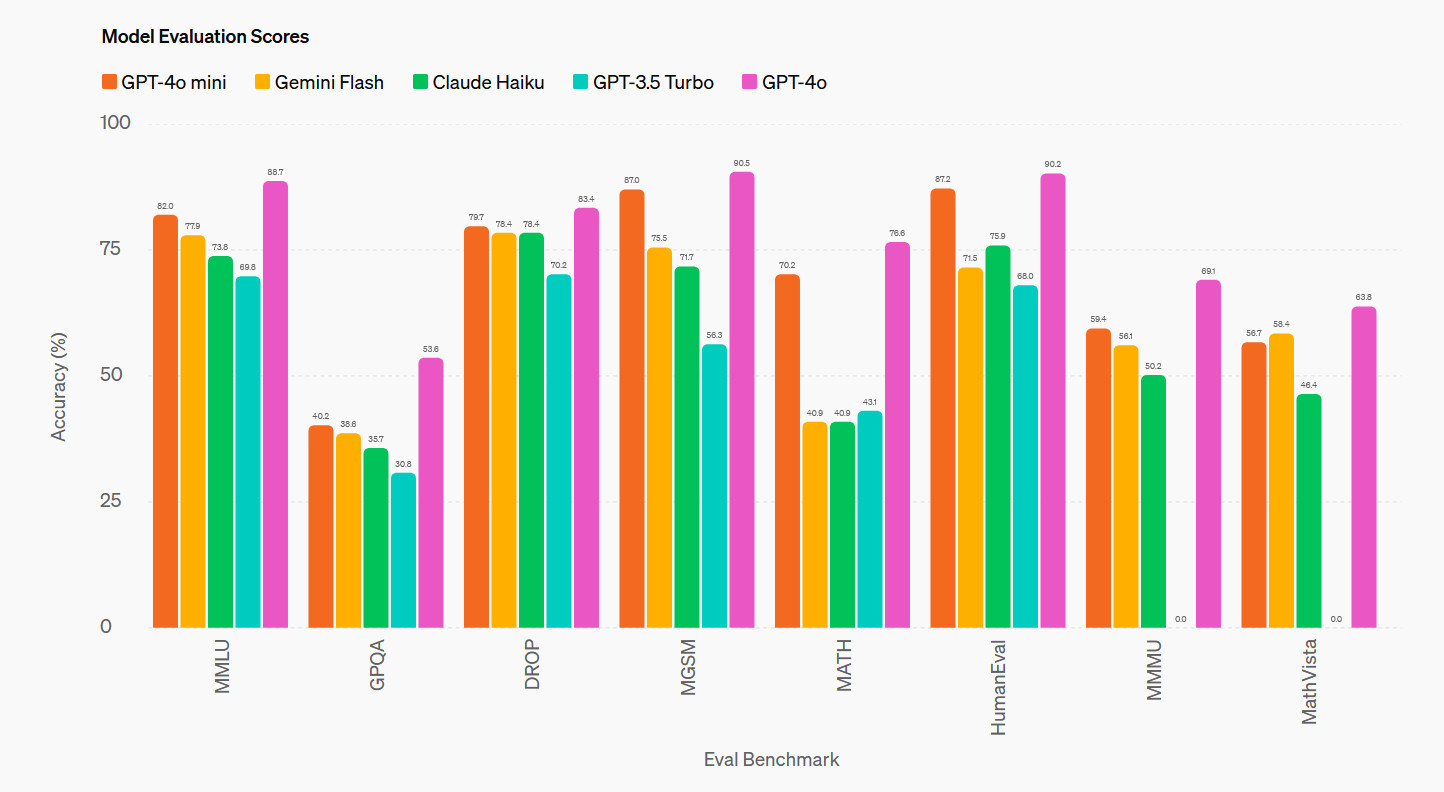 Model Evaluation Scores
GPT-4o mini Gemini Flash Claude Haiku GPT-3.5 Turbo GPT-4o
100
75
50
25
0
Accuracy (%)
82.0 77.9 73.8 69.8 88.7
40.2 38.6 35.7 30.8 53.6
79.7 78.4 78.4 70.2 83.4
87.0 75.5 71.7 56.3 90.5
70.2 40.9 40.9 43.1 76.6
87.2 71.5 75.9 68.0 90.2
59.4 56.1 50.2 0.0 69.1
56.7 58.4 46.4 0.0 63.8
MMLU GPQA DROP MGSM MATH HumanEval MMMU MathVista
Eval Benchmark